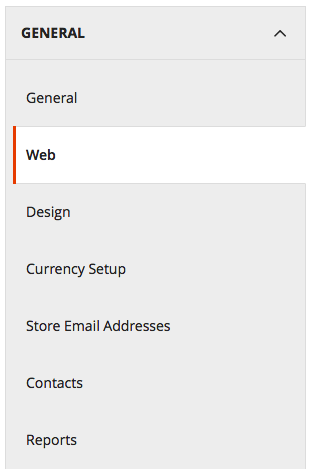 GENERAL
General
Web
Design
Currency Setup
Store Email Addresses
Contacts
Reports